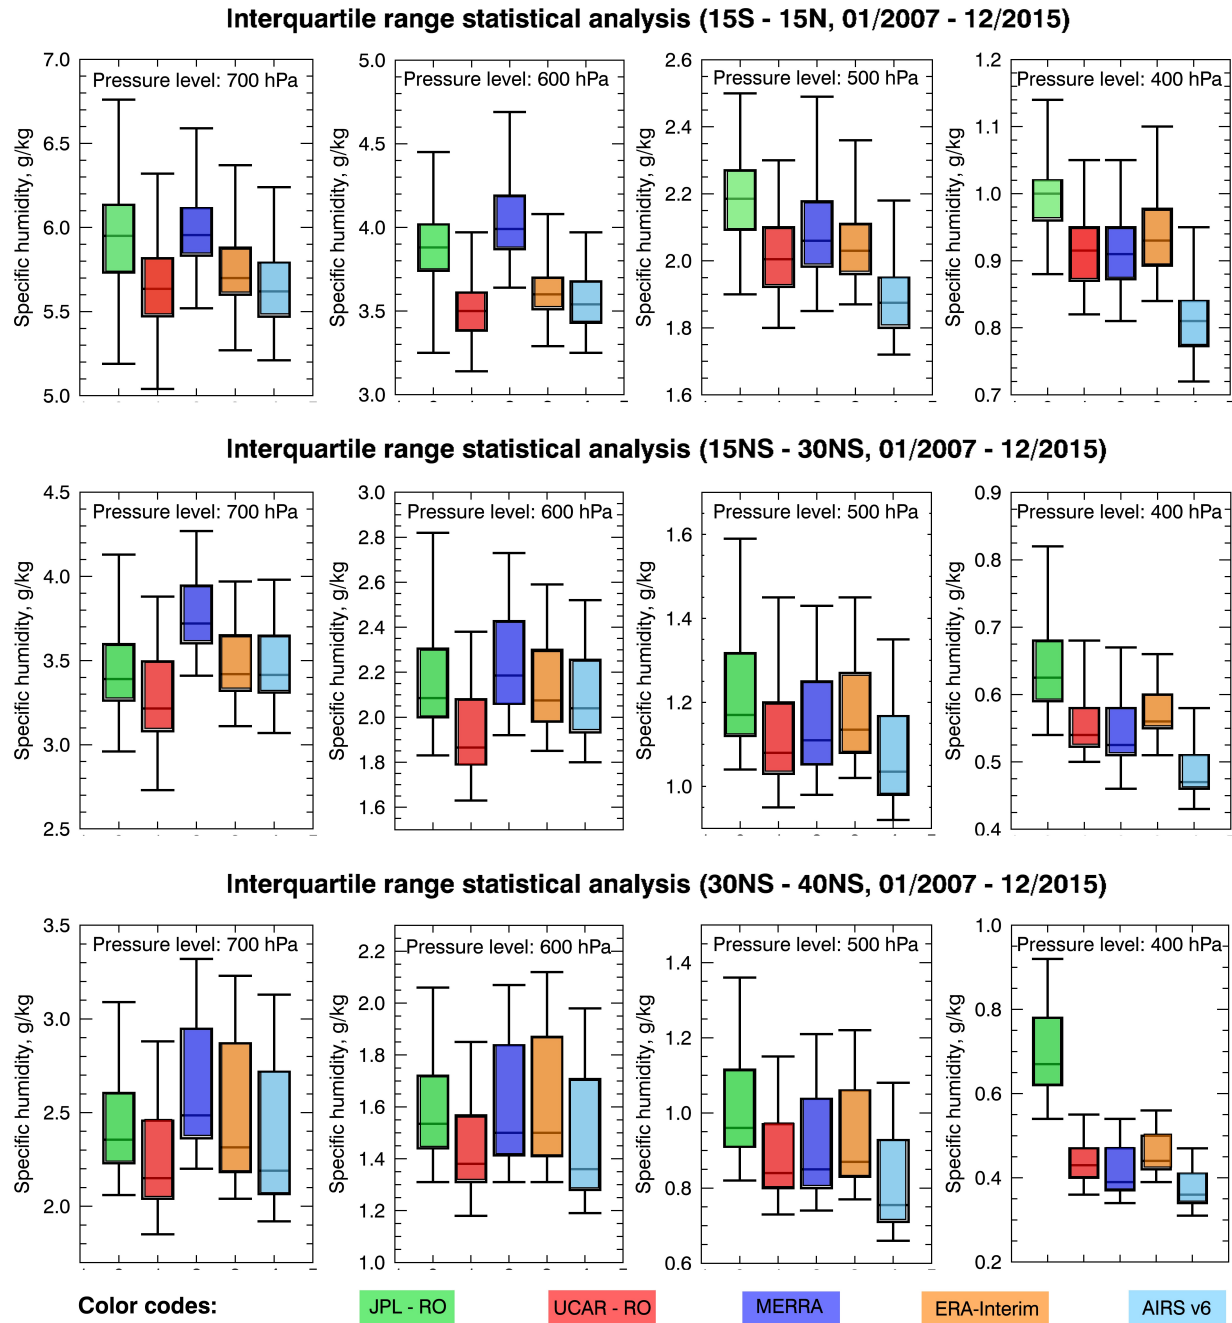 Interquartile range statistical analysis (15S - 15N, 01/2007 - 12/2015)
Pressure level: 700 hPa
Specific humidity, g/kg
7.0
6.5
6.0
5.5
5.0
Pressure level: 600 hPa
Specific humidity, g/kg
5.0
4.5
4.0
3.5
3.0
Pressure level: 500 hPa
Specific humidity, g/kg
2.6
2.4
2.2
2.0
1.8
1.6
Pressure level: 400 hPa
Specific humidity, g/kg
1.2
1.1
1.0
0.9
0.8
0.7
Interquartile range statistical analysis (15NS - 30NS, 01/2007 - 12/2015)
Pressure level: 700 hPa
Specific humidity, g/kg
4.5
4.0
3.5
3.0
2.5
Pressure level: 600 hPa
Specific humidity, g/kg
3.0
2.8
2.6
2.4
2.2
2.0
1.8
1.6
Pressure level: 500 hPa
Specific humidity, g/kg
1.6
1.4
1.2
1.0
Pressure level: 400 hPa
Specific humidity, g/kg
0.9
0.8
0.7
0.6
0.5
0.4
Interquartile range statistical analysis (30NS - 40NS, 01/2007 - 12/2015)
Pressure level: 700 hPa
Specific humidity, g/kg
3.5
3.0
2.5
2.0
Pressure level: 600 hPa
Specific humidity, g/kg
2.2
2.0
1.8
1.6
1.4
1.2
1.0
Pressure level: 500 hPa
Specific humidity, g/kg
1.4
1.2
1.0
0.8
0.6
Pressure level: 400 hPa
Specific humidity, g/kg
1.0
0.8
0.6
0.4
0.2
Color codes:
JPL - RO
UCAR - RO
MERRA
ERA-Interim
AIRS v6